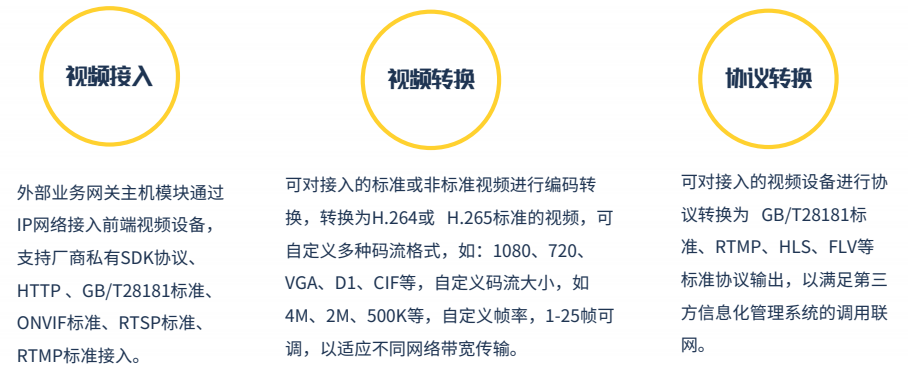 视频接入
外部业务网关主机模块通过
IP网络接入前端视频设备，
支持厂商私有SDK协议、
HTTP 、GB/T28181标准、
ONVIF标准、RTSP标准、
RTMP标准接入。
视频转换
可对接入的标准或非标准视频进行编码转
换，转换为H.264或 H.265标准的视频，可
自定义多种码流格式，如：1080、720、
VGA、D1、CIF等，自定义码流大小，如
4M、2M、500K等，自定义帧率，1-25帧可
调，以适应不同网络带宽传输。
协议转换
可对接入的视频设备进行协
议转换为 GB/T28181标
准、RTMP、HLS、FLV等
标准协议输出，以满足第三
方信息化管理系统的调用联
网。